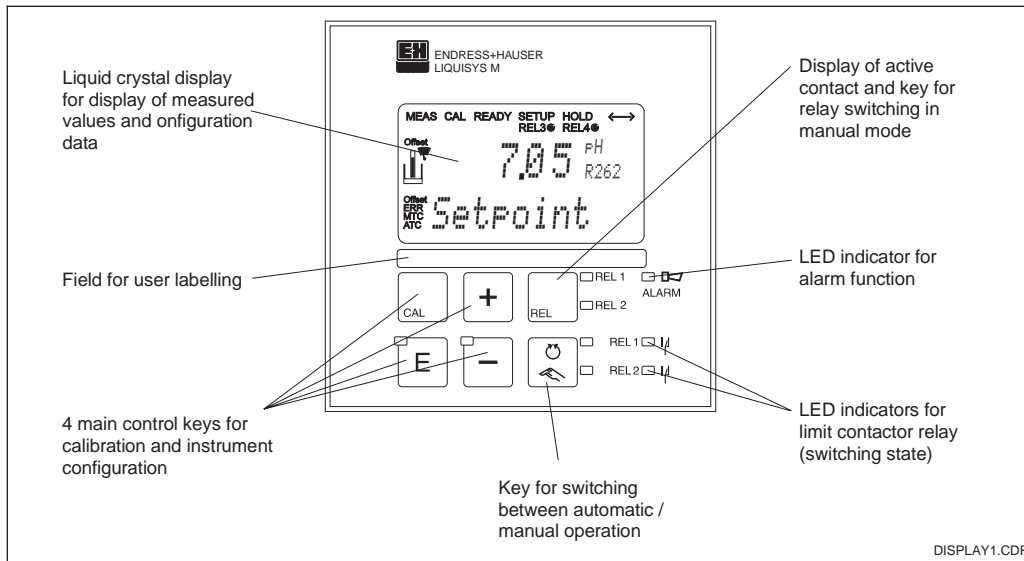 E+H
ENDRESS+HAUSER
LIQUISYS M
Liquid crystal display
for display of measured
values and onfiguration
data
Display of active
contact and key for
relay switching in
manual mode
MEAS CAL READY SETUP HOLD
REL3 REL4
Offset
7.05 pH
R262
Offset
ERR
MTC
ATC
Setpoint
Field for user labelling
LED indicator for
alarm function
CAL
+
REL
REL 1
REL 2
ALARM
E
−
REL1
REL2
4 main control keys for
calibration and instrument
configuration
Key for switching
between automatic /
manual operation
LED indicators for
limit contactor relay
(switching state)
DISPLAY1.CDR